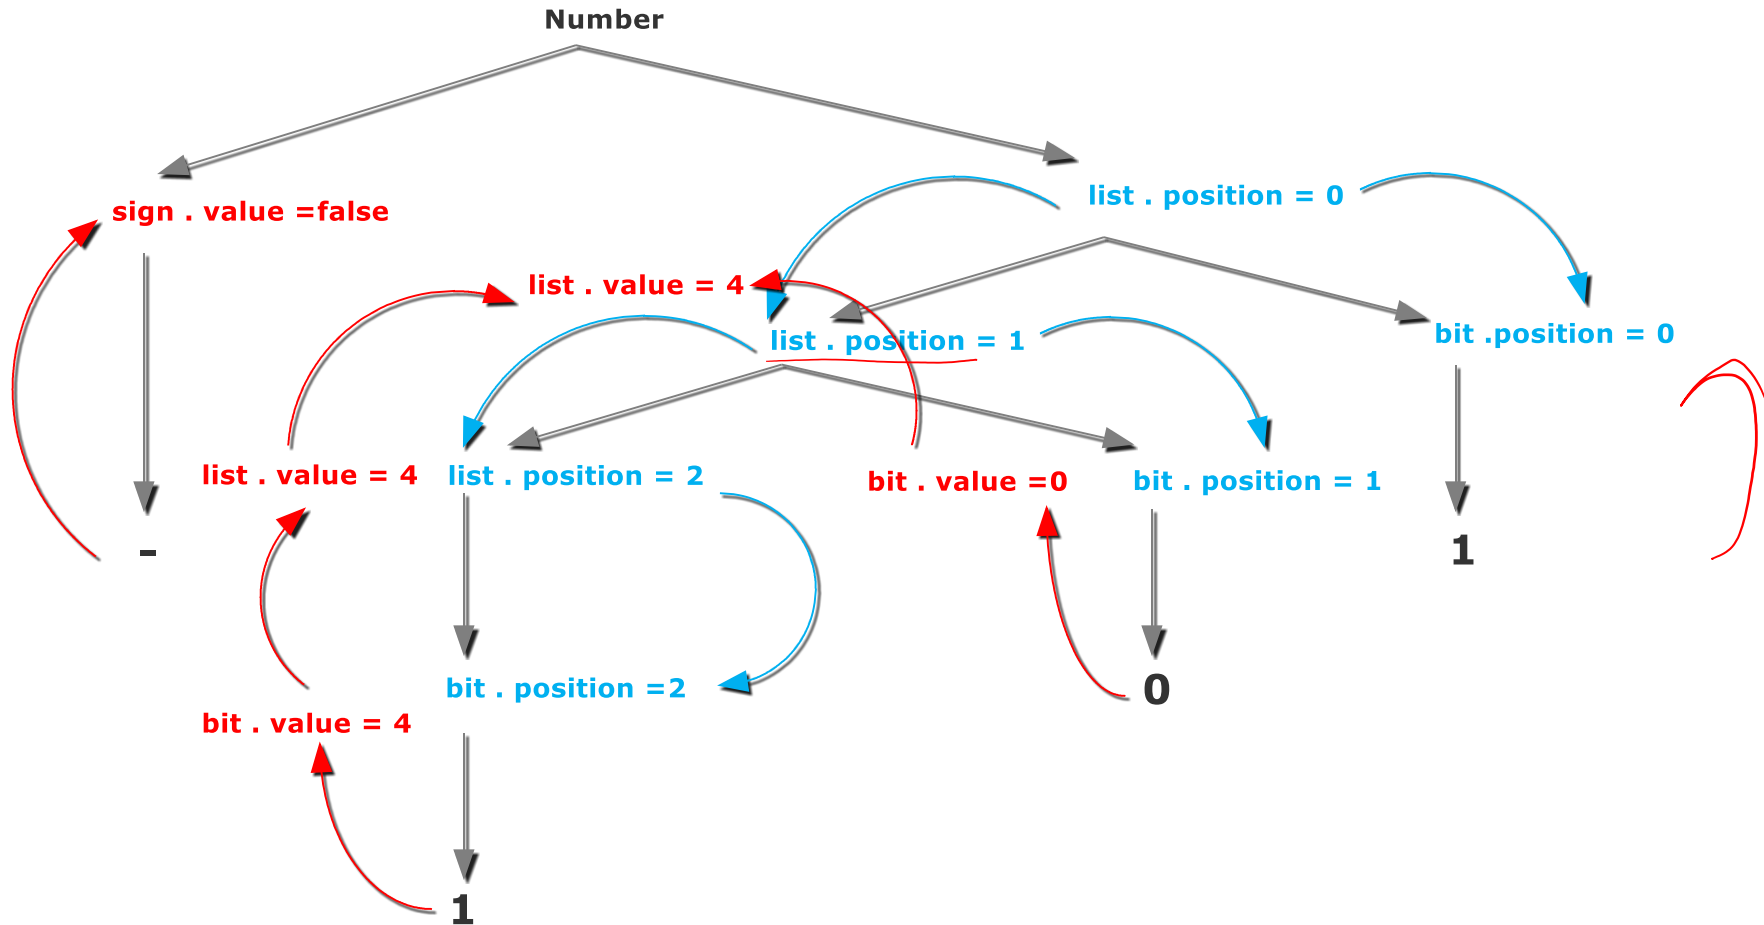 Number
list . position = 0
sign . value =false
list . value = 4
list . position = 1
bit .position = 0
list . value = 4
list . position = 2
bit . value =0
bit . position = 1
-
1
bit . position =2
0
bit . value = 4
1